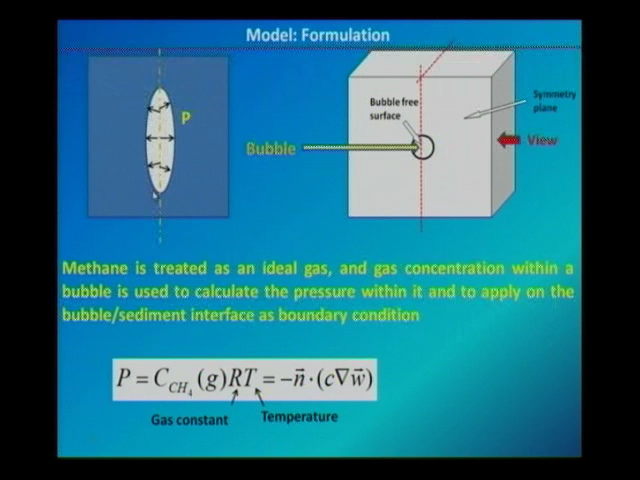 Model: Formulation
P
Bubble free
surface
Symmetry
plane
Bubble
View
Methane is treated as an ideal gas, and gas concentration within a
bubble is used to calculate the pressure within it and to apply on the
bubble/sediment interface as boundary condition
P = C_{CH_4}(g)RT = −n⃗·(c∇w⃗)
Gas constant
Temperature